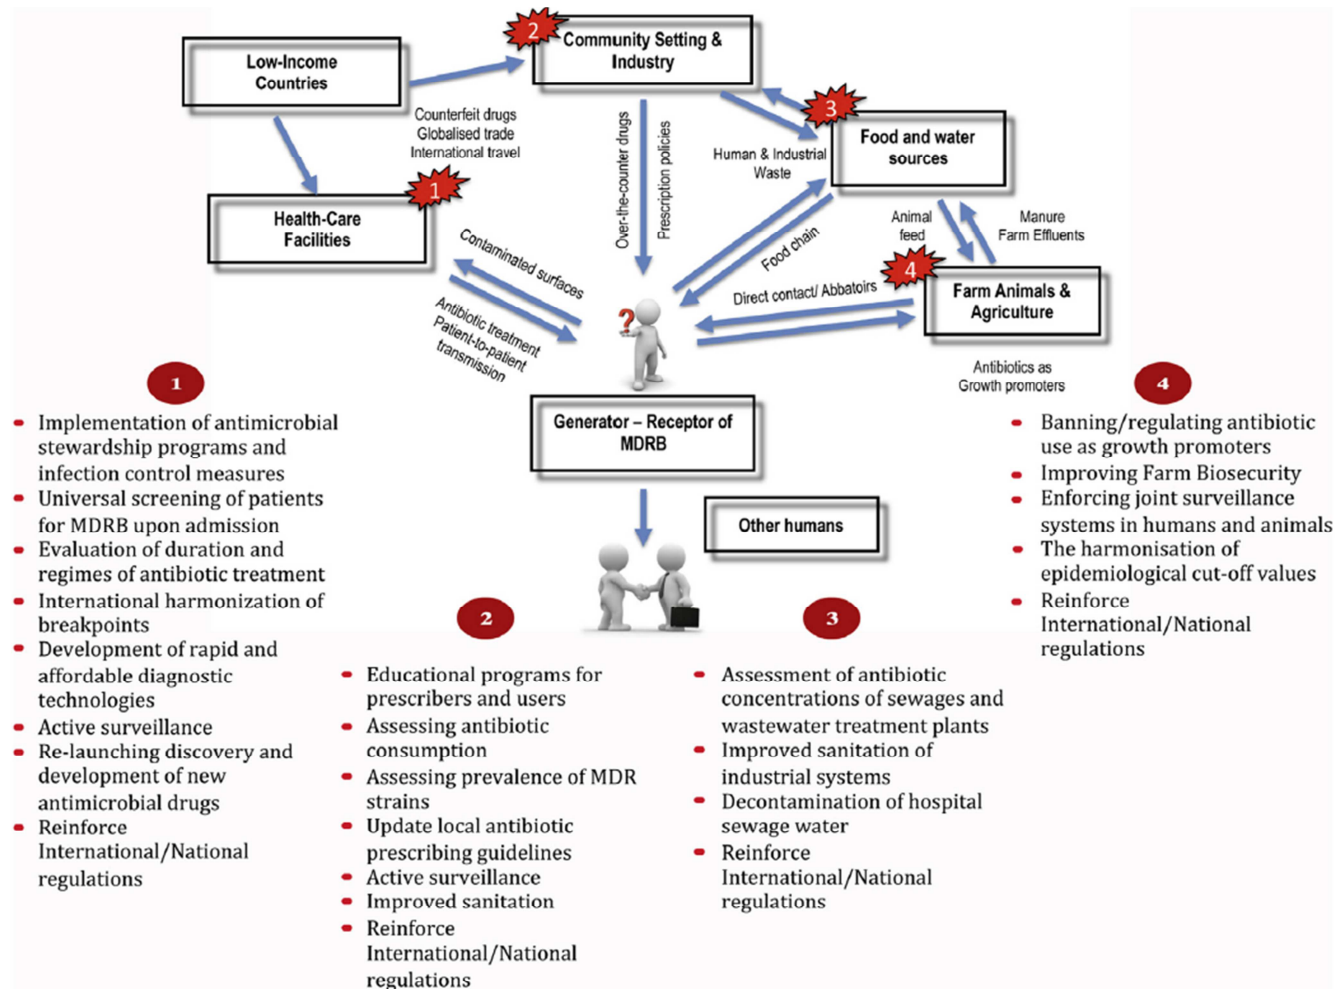 Low-Income
Countries
2
Community Setting &
Industry
Counterfeit drugs
Globalised trade
International travel
1
Health-Care
Facilities
Over-the-counter drugs
Prescription policies
Human & Industrial
Waste
3
Food and water
sources
Contaminated surfaces
Antibiotic treatment
Patient-to-patient
transmission
Food chain
Animal
feed
Manure
Farm Effluents
4
Farm Animals &
Agriculture
Direct contact/ Abbatoirs
Antibiotics as
Growth promoters
?
Generator – Receptor of
MDRB
Other humans
1
Implementation of antimicrobial
stewardship programs and
infection control measures
Universal screening of patients
for MDRB upon admission
Evaluation of duration and
regimes of antibiotic treatment
International harmonization of
breakpoints
Development of rapid and
affordable diagnostic
technologies
Active surveillance
Re-launching discovery and
development of new
antimicrobial drugs
Reinforce
International/National
regulations
2
Educational programs for
prescribers and users
Assessing antibiotic
consumption
Assessing prevalence of MDR
strains
Update local antibiotic
prescribing guidelines
Active surveillance
Improved sanitation
Reinforce
International/National
regulations
3
Assessment of antibiotic
concentrations of sewages and
wastewater treatment plants
Improved sanitation of
industrial systems
Decontamination of hospital
sewage water
Reinforce
International/National
regulations
4
Banning/regulating antibiotic
use as growth promoters
Improving Farm Biosecurity
Enforcing joint surveillance
systems in humans and animals
The harmonisation of
epidemiological cut-off values
Reinforce
International/National
regulations